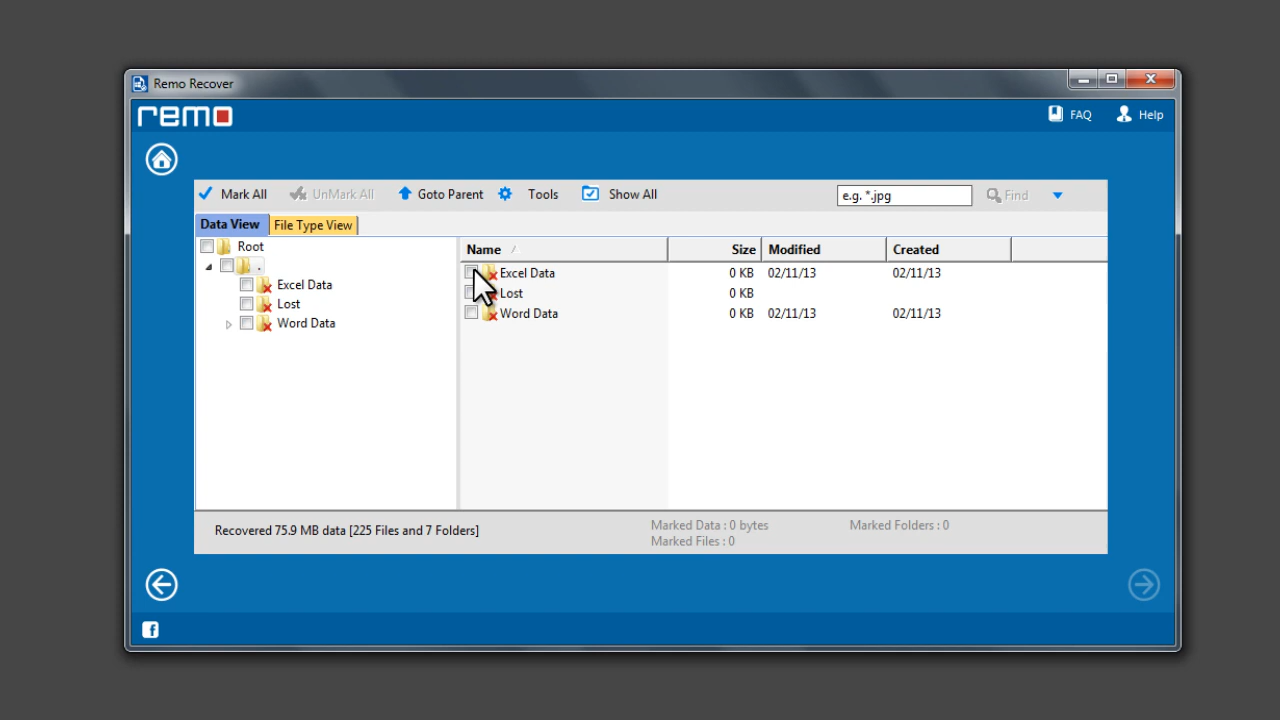 Remo Recover
remo
FAQ Help
Mark All UnMark All Goto Parent Tools Show All e.g. *.jpg Find
Data View File Type View
Root
.
Excel Data
Lost
Word Data
Name Size Modified Created
Excel Data 0 KB 02/11/13 02/11/13
Lost 0 KB
Word Data 0 KB 02/11/13 02/11/13
Recovered 75.9 MB data [225 Files and 7 Folders]
Marked Data : 0 bytes Marked Folders : 0
Marked Files : 0
f